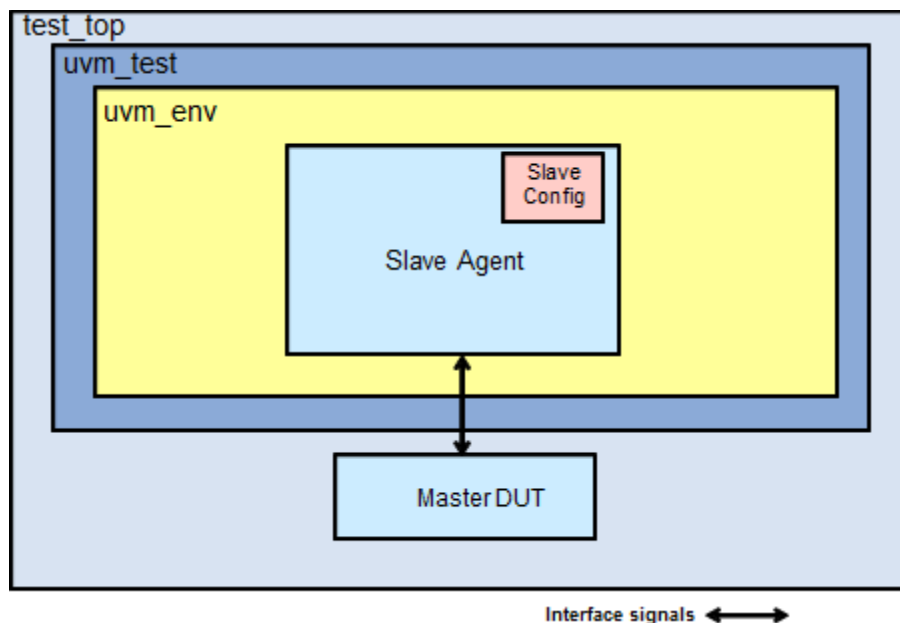 test_top
uvm_test
uvm_env
Slave
Config
Slave Agent
Master DUT
Interface signals